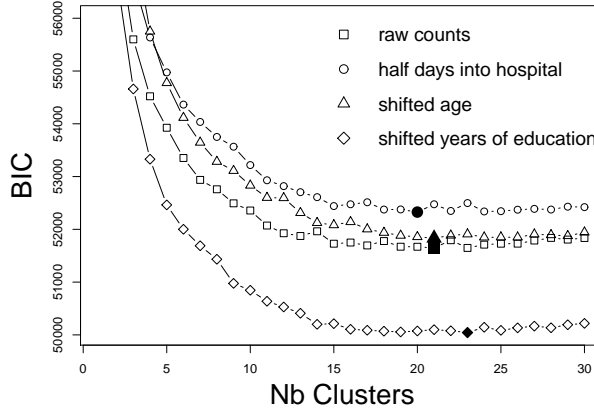 56000
55000
54000
53000
52000
51000
50000
BIC
raw counts
half days into hospital
shifted age
shifted years of education
0 5 10 15 20 25 30
Nb Clusters